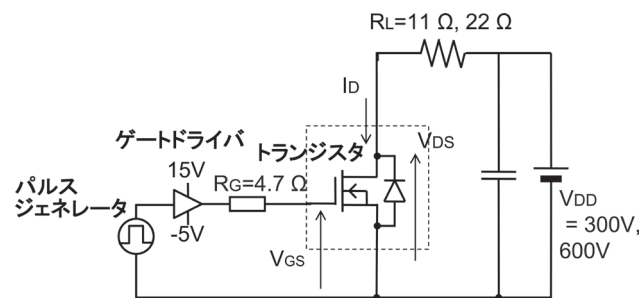 RL=11 Ω, 22 Ω
ID
ゲートドライバ
トランジスタ
VDS
15V
RG=4.7 Ω
パルス
ジェネレータ
-5V
VGS
VDD
= 300V,
600V